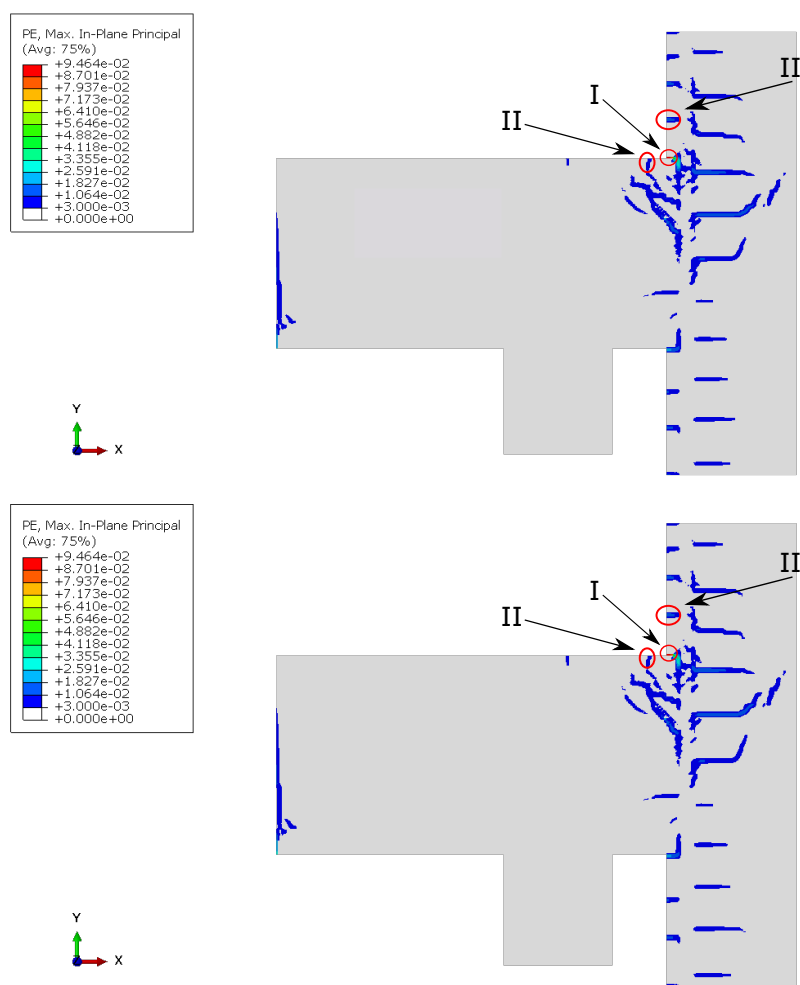 PE, Max. In-Plane Principal
(Avg: 75%)
+9.464e-02
+8.701e-02
+7.937e-02
+7.173e-02
+6.410e-02
+5.646e-02
+4.882e-02
+4.118e-02
+3.355e-02
+2.591e-02
+1.827e-02
+1.064e-02
+3.000e-03
+0.000e+00
II
I
II
Y
X
PE, Max. In-Plane Principal
(Avg: 75%)
+9.464e-02
+8.701e-02
+7.937e-02
+7.173e-02
+6.410e-02
+5.646e-02
+4.882e-02
+4.118e-02
+3.355e-02
+2.591e-02
+1.827e-02
+1.064e-02
+3.000e-03
+0.000e+00
II
I
II
Y
X